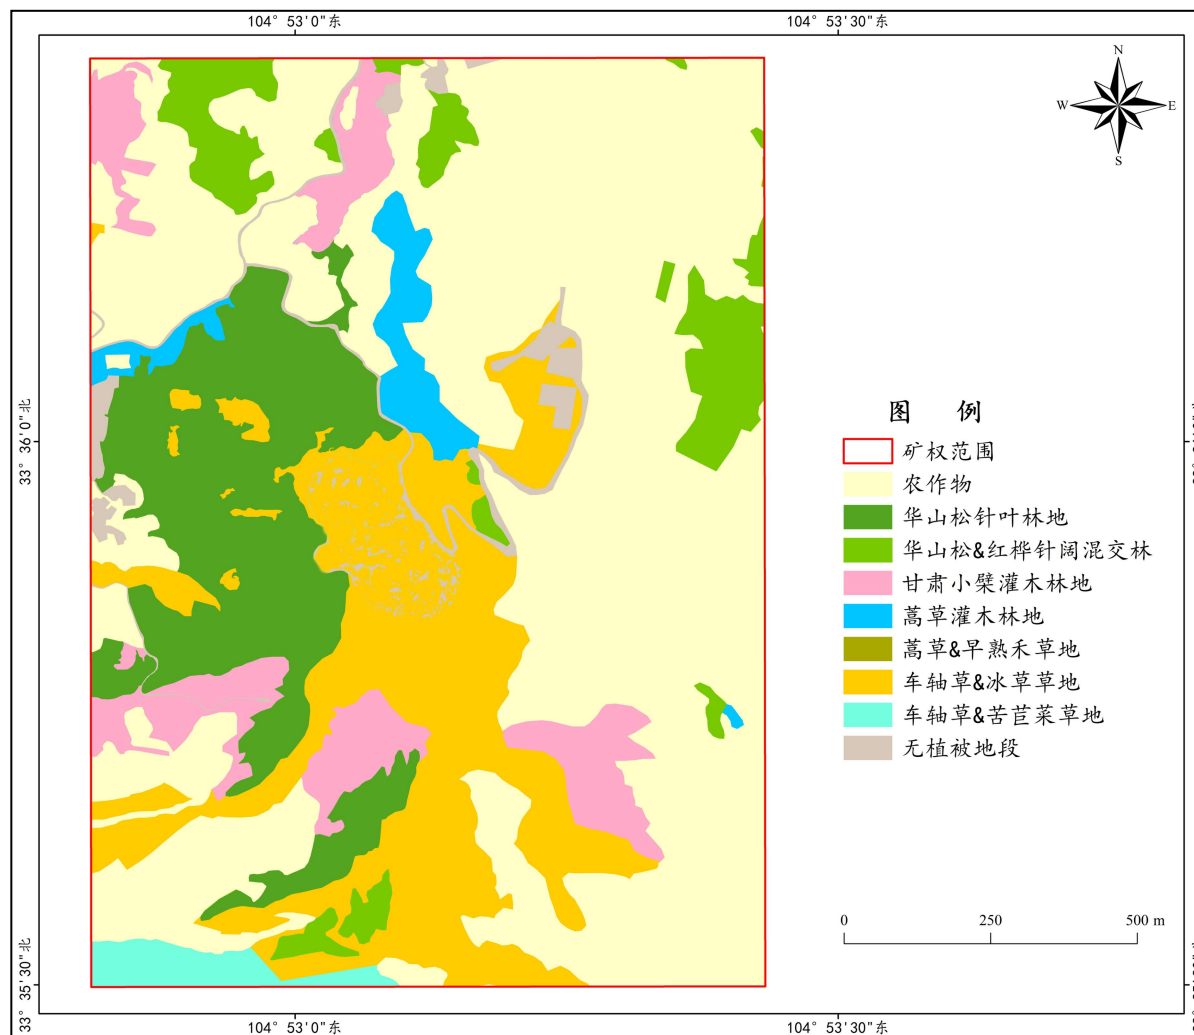 104° 53'0"东
104° 53'30"东
N
W
E
S
33° 36'0"北
图 例
矿权范围
农作物
华山松针叶林地
华山松&红桦针阔混交林
甘肃小檗灌木林地
蒿草灌木林地
蒿草&早熟禾草地
车轴草&冰草草地
车轴草&苦苣菜草地
无植被地段
0
250
500 m
33° 35'30"北
104° 53'0"东
104° 53'30"东